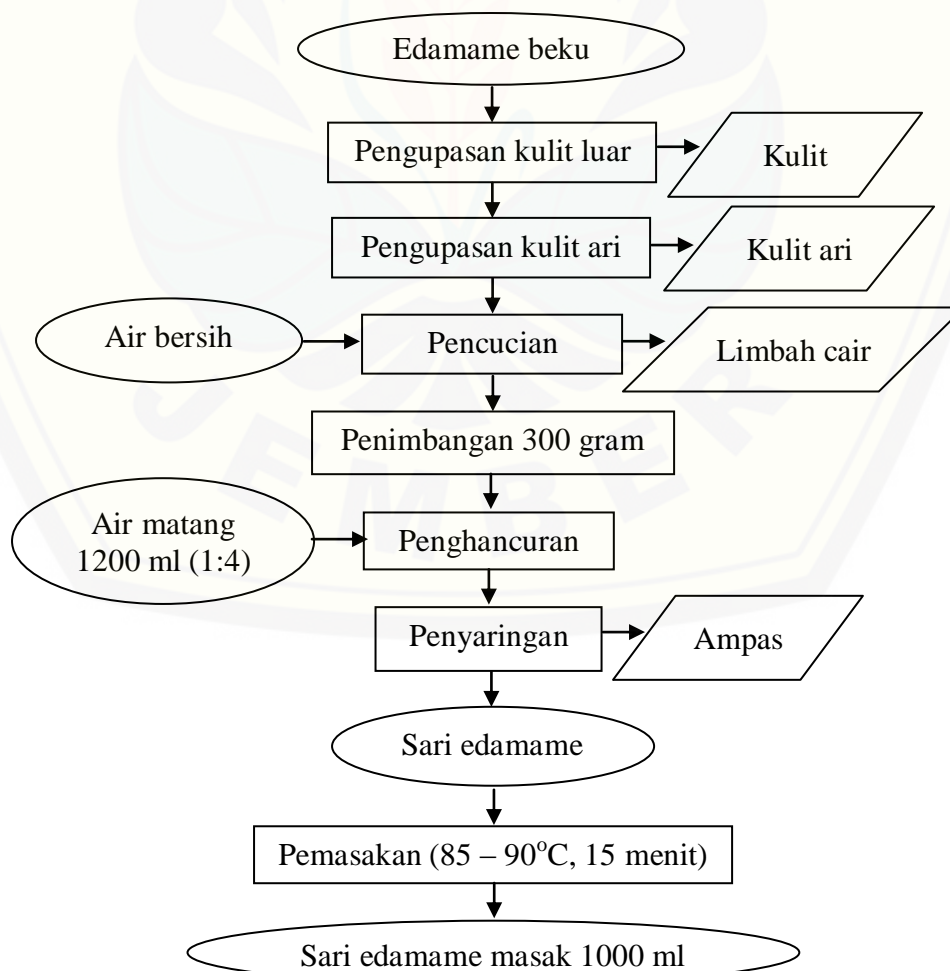 Edamame beku
Pengupasan kulit luar
Kulit
Pengupasan kulit ari
Kulit ari
Air bersih
Pencucian
Limbah cair
Penimbangan 300 gram
Air matang
1200 ml (1:4)
Penghancuran
Penyaringan
Ampas
Sari edamame
Pemasakan (85 – 90°C, 15 menit)
Sari edamame masak 1000 ml
JEMBER